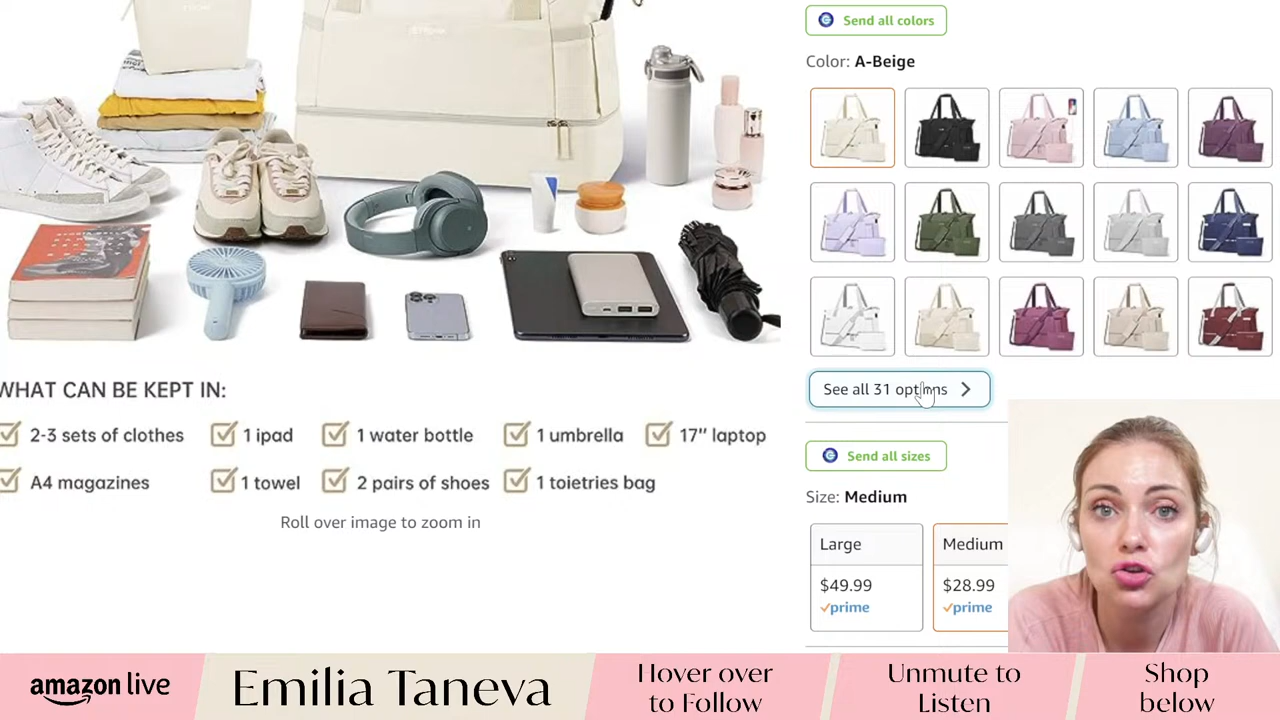 Send all colors
Color: A-Beige
See all 31 options
WHAT CAN BE KEPT IN:
2-3 sets of clothes
1 ipad
1 water bottle
1 umbrella
17" laptop
A4 magazines
1 towel
2 pairs of shoes
1 toietries bag
Roll over image to zoom in
Send all sizes
Size: Medium
Large
$49.99
prime
Medium
$28.99
prime
amazon live
Emilia Taneva
Hover over
to Follow
Unmute to
Listen
Shop
below